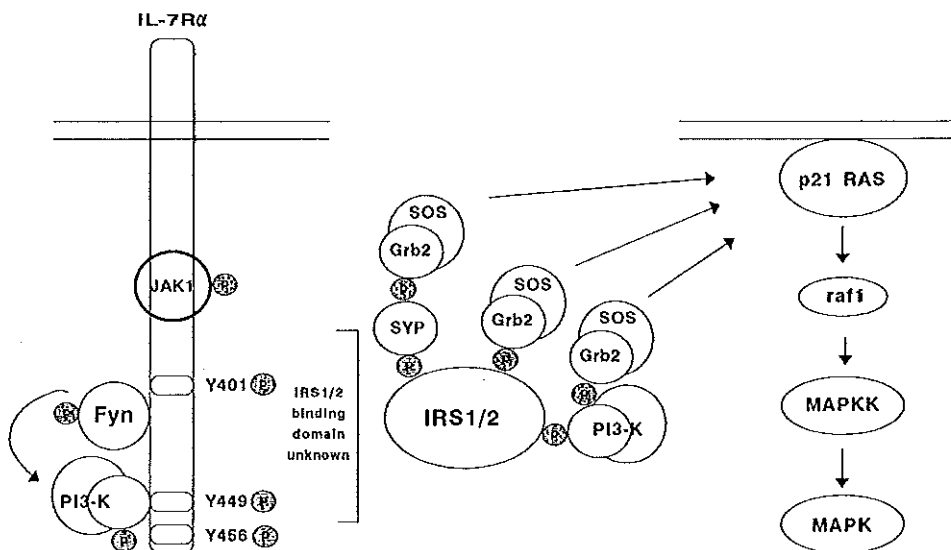 IL-7Rα
JAK1
P
Y401 P
Fyn
P
PI3-K
P
Y449 P
Y456 P
IRS1/2
binding
domain
unknown
SOS
Grb2
P
SYP
P
SOS
Grb2
P
SOS
Grb2
P
IRS1/2
P
PI3-K
p21 RAS
raf1
MAPKK
MAPK